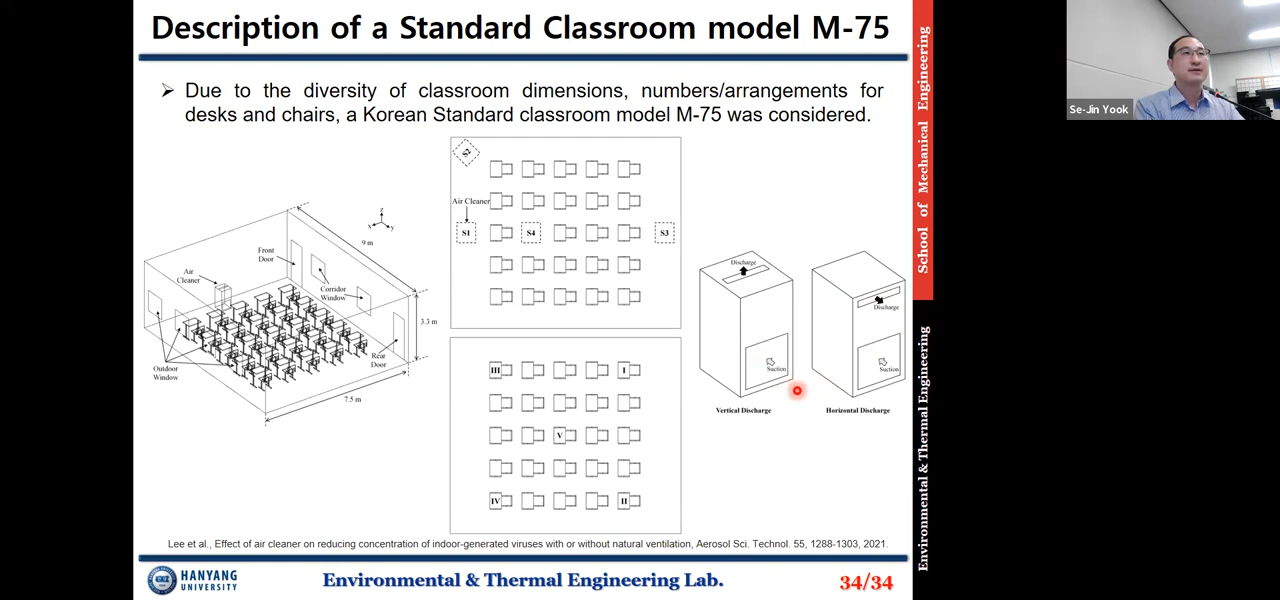 Description of a Standard Classroom model M-75
Due to the diversity of classroom dimensions, numbers/arrangements for
desks and chairs, a Korean Standard classroom model M-75 was considered.
S2
Air Cleaner
S1
S4
S3
z
x
y
9 m
Front
Door
Air
Cleaner
Corridor
Window
3.3 m
Outdoor
Window
Rear
Door
7.5 m
III
I
V
IV
II
Discharge
Suction
Vertical Discharge
Discharge
Suction
Horizontal Discharge
Lee et al., Effect of air cleaner on reducing concentration of indoor-generated viruses with or without natural ventilation, Aerosol Sci. Technol. 55, 1288-1303, 2021.
HANYANG
UNIVERSITY
Environmental & Thermal Engineering Lab.
34/34
School of Mechanical Engineering
Environmental & Thermal Engineering
Se-Jin Yook